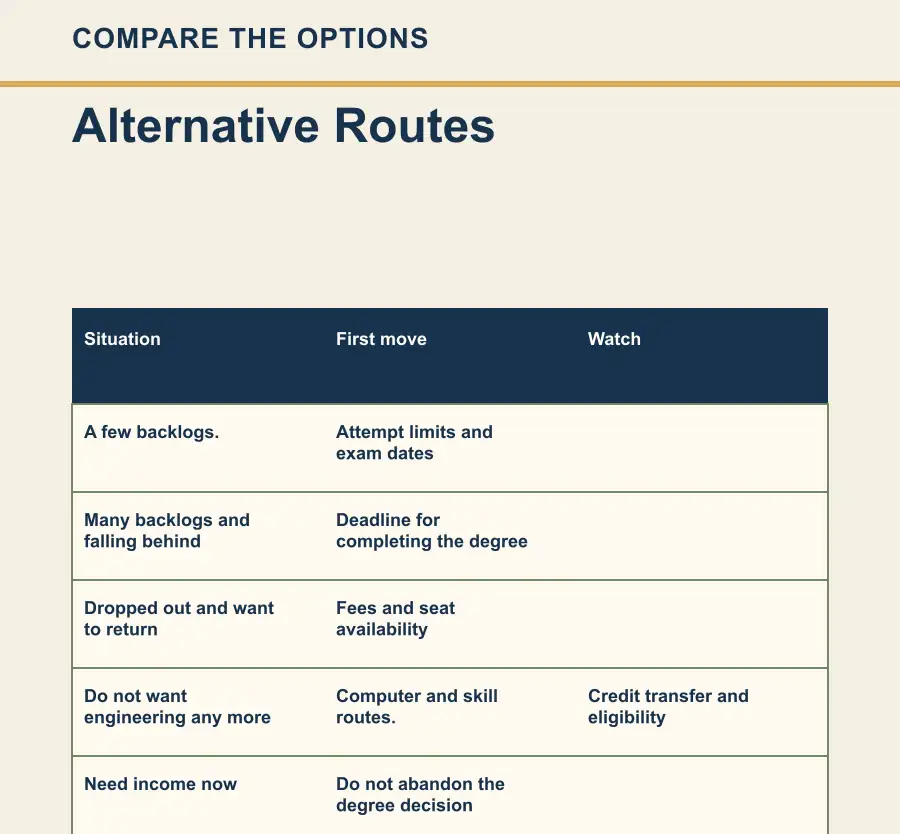 COMPARE THE OPTIONS
Alternative Routes
Situation
First move
Watch
A few backlogs.
Attempt limits and
exam dates
Many backlogs and
falling behind
Deadline for
completing the degree
Dropped out and want
to return
Fees and seat
availability
Do not want
engineering any more
Computer and skill
routes.
Credit transfer and
eligibility
Need income now
Do not abandon the
degree decision